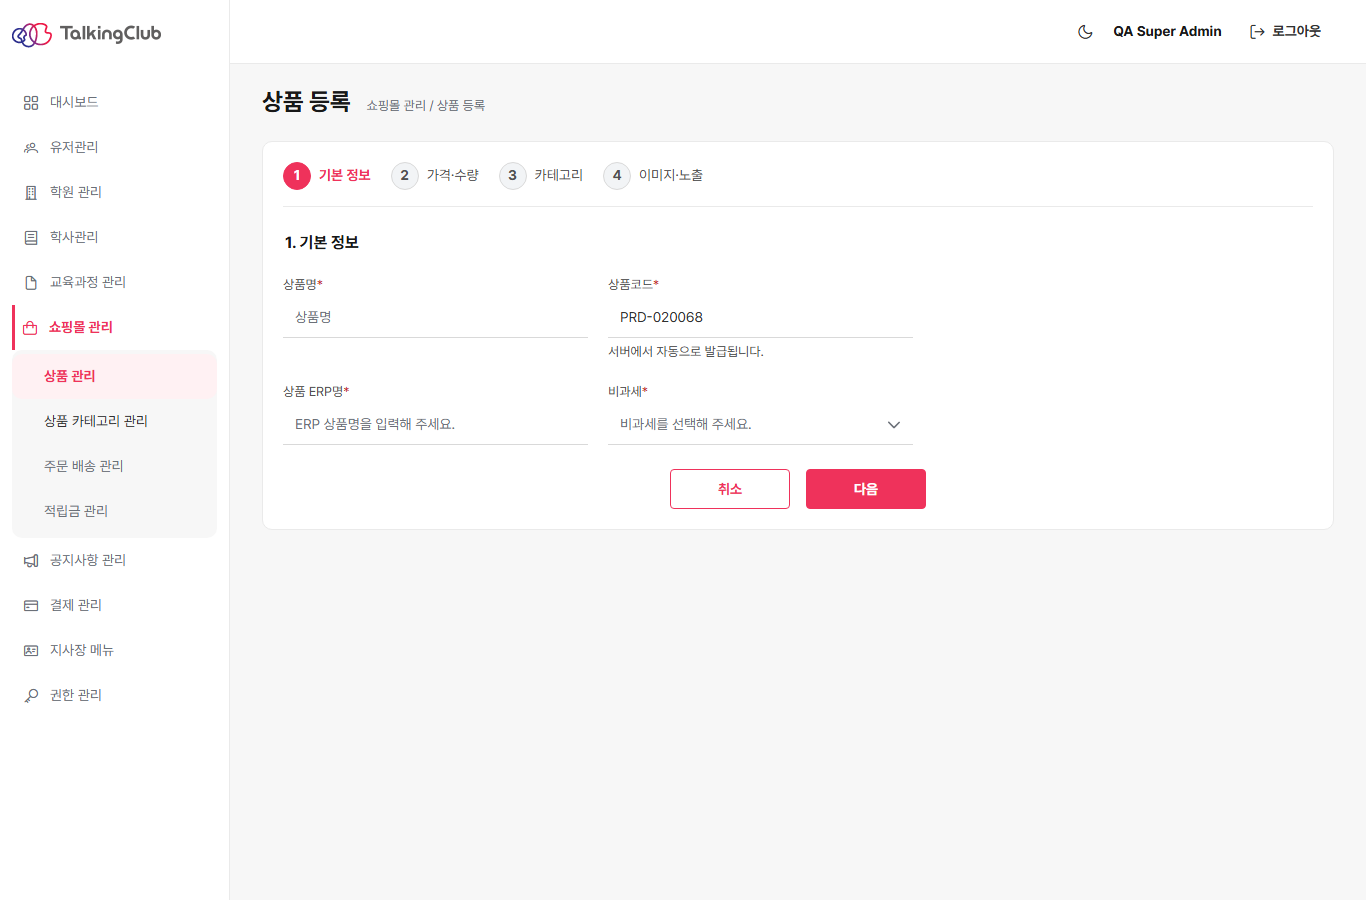 TalkingClub
QA Super Admin
로그아웃
대시보드
유저관리
학원 관리
학사관리
교육과정 관리
쇼핑몰 관리
상품 관리
상품 카테고리 관리
주문 배송 관리
적립금 관리
공지사항 관리
결제 관리
지사장 메뉴
권한 관리
상품 등록
쇼핑몰 관리 / 상품 등록
1 기본 정보
2 가격·수량
3 카테고리
4 이미지·노출
1. 기본 정보
상품명*
상품명
상품코드*
PRD-020068
서버에서 자동으로 발급됩니다.
상품 ERP명*
ERP 상품명을 입력해 주세요.
비과세*
비과세를 선택해 주세요.
취소
다음